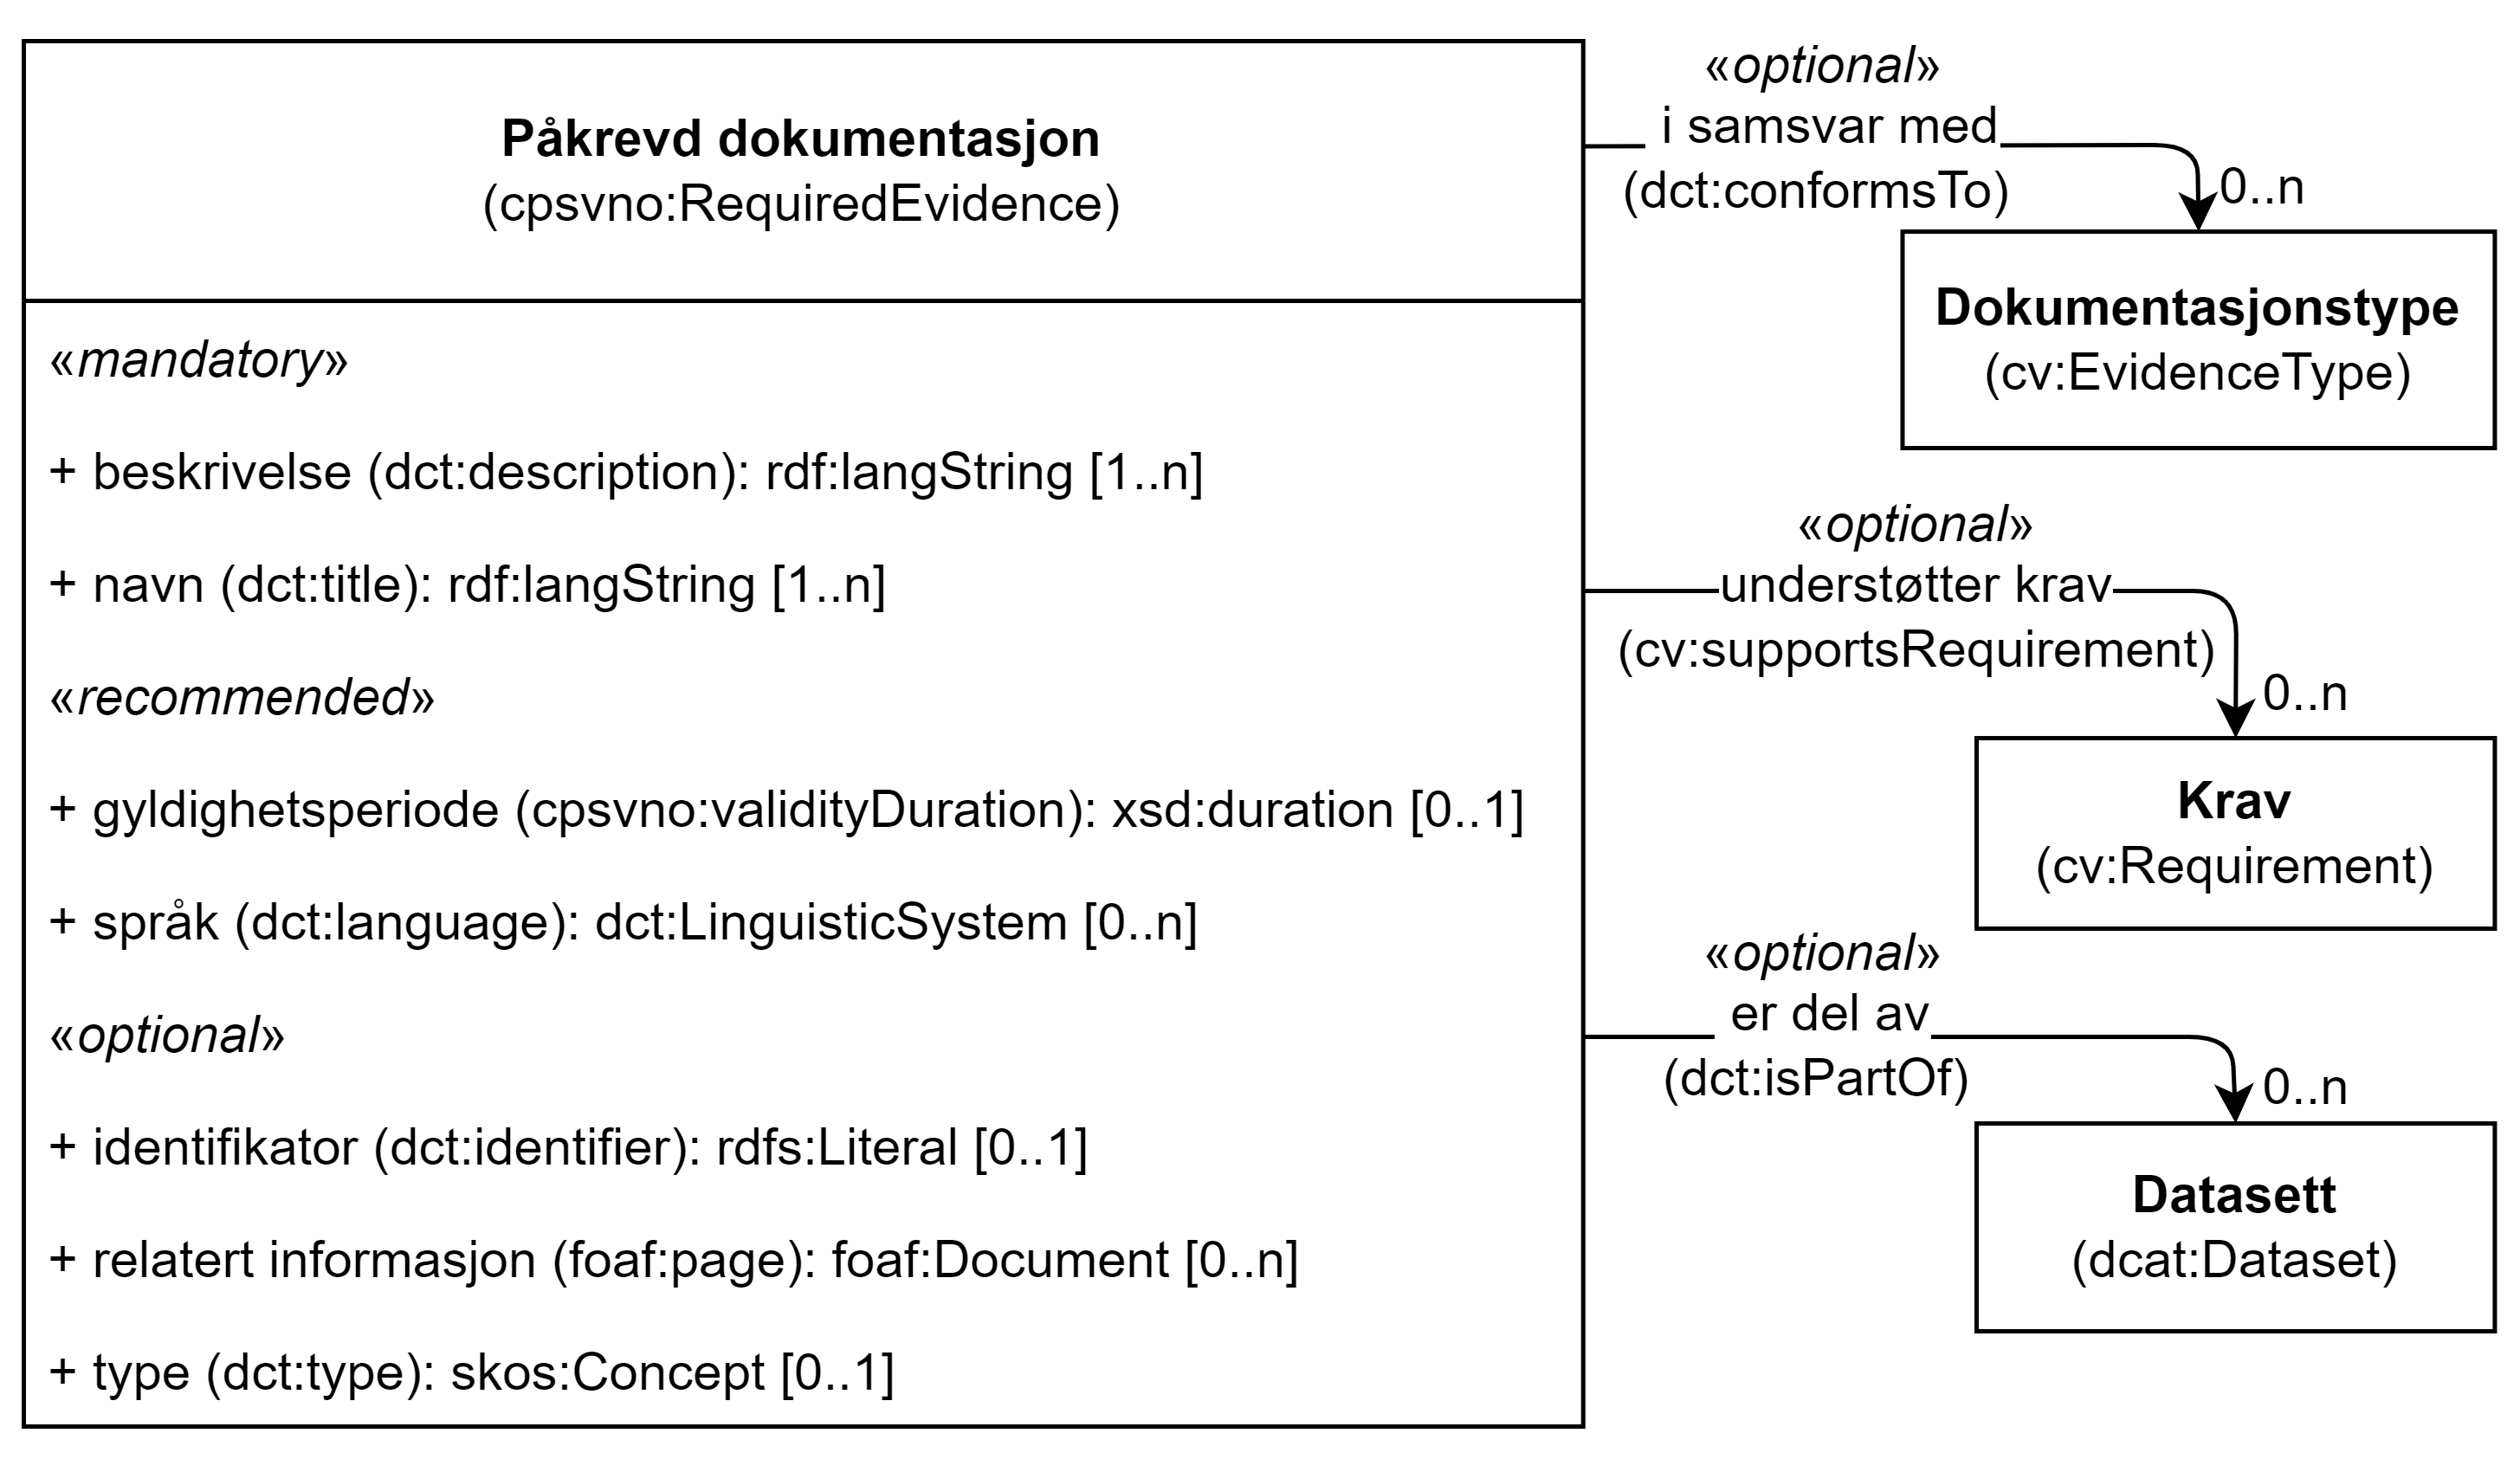 Påkrevd dokumentasjon
(cpsvno:RequiredEvidence)
«mandatory»
+ beskrivelse (dct:description): rdf:langString [1..n]
+ navn (dct:title): rdf:langString [1..n]
«recommended»
+ gyldighetsperiode (cpsvno:validityDuration): xsd:duration [0..1]
+ språk (dct:language): dct:LinguisticSystem [0..n]
«optional»
+ identifikator (dct:identifier): rdfs:Literal [0..1]
+ relatert informasjon (foaf:page): foaf:Document [0..n]
+ type (dct:type): skos:Concept [0..1]
«optional»
i samsvar med
(dct:conformsTo)
0..n
Dokumentasjonstype
(cv:EvidenceType)
«optional»
understøtter krav
(cv:supportsRequirement)
0..n
Krav
(cv:Requirement)
«optional»
er del av
(dct:isPartOf)
0..n
Datasett
(dcat:Dataset)